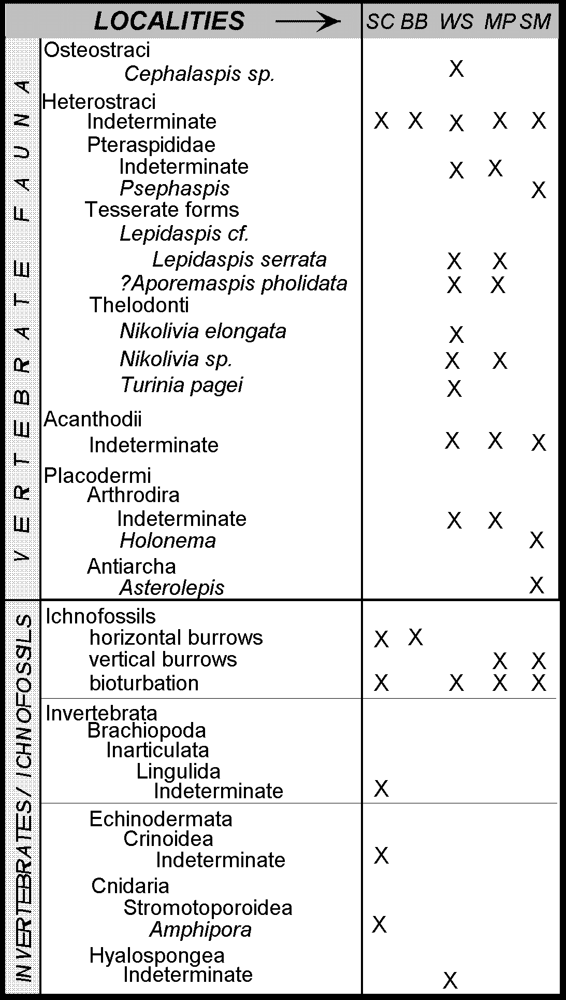 LOCALITIES SC BB WS MP SM
VERTEBRATE FAUNA
Osteostraci
Cephalaspis sp. X
Heterostraci
Indeterminate X X X X X
Pteraspididae
Indeterminate X X
Psephaspis X
Tesserate forms
Lepidaspis cf.
Lepidaspis serrata X X
?Aporemaspis pholidata X X
Thelodonti
Nikolivia elongata X
Nikolivia sp. X X
Turinia pagei X
Acanthodii
Indeterminate X X X
Placodermi
Arthrodira
Indeterminate X X
Holonema X
Antiarcha
Asterolepis X
INVERTEBRATES/ ICHNOFOSSILS
Ichnofossils
horizontal burrows X X
vertical burrows X X
bioturbation X X X X
Invertebrata
Brachiopoda
Inarticulata
Lingulida
Indeterminate X
Echinodermata
Crinoidea
Indeterminate X
Cnidaria
Stromotoporoidea
Amphipora X
Hyalospongea
Indeterminate X